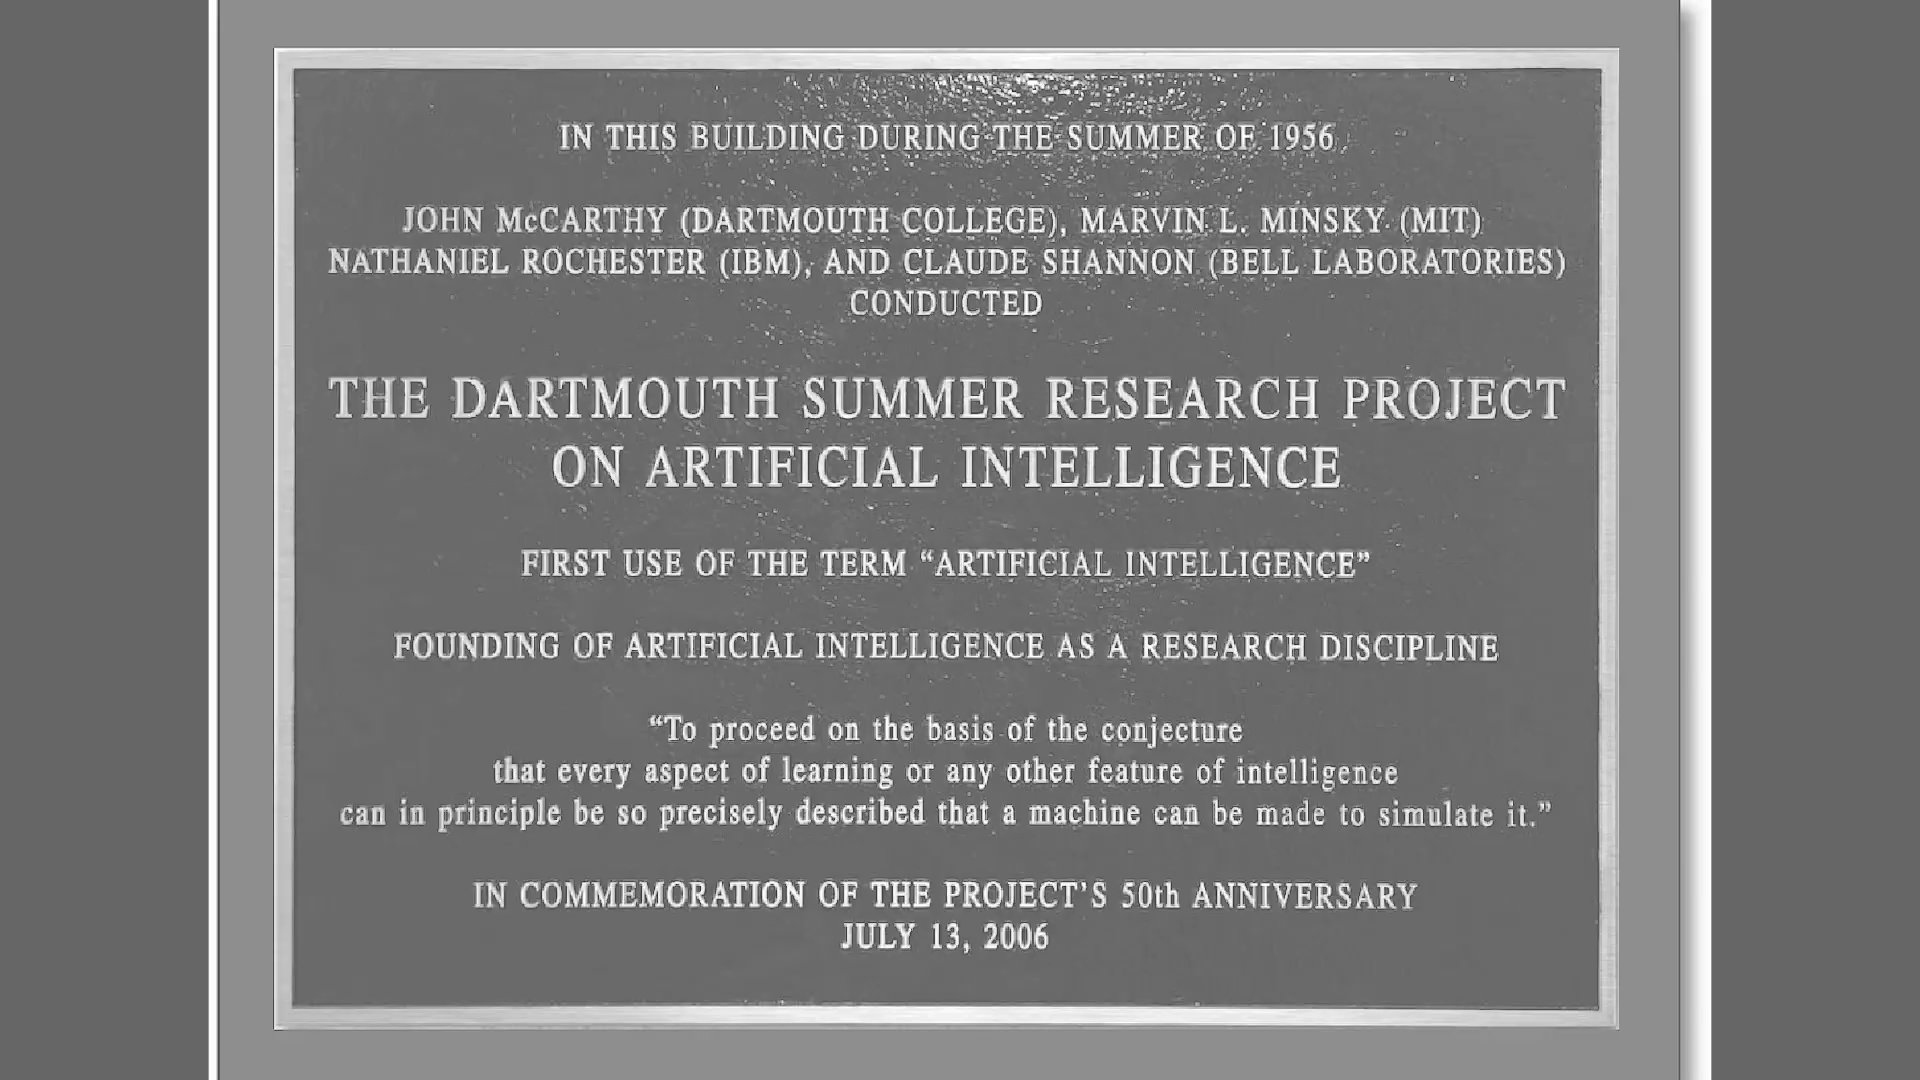 IN THIS BUILDING DURING THE SUMMER OF 1956
JOHN McCARTHY (DARTMOUTH COLLEGE), MARVIN L. MINSKY (MIT)
NATHANIEL ROCHESTER (IBM), AND CLAUDE SHANNON (BELL LABORATORIES)
CONDUCTED
THE DARTMOUTH SUMMER RESEARCH PROJECT
ON ARTIFICIAL INTELLIGENCE
FIRST USE OF THE TERM “ARTIFICIAL INTELLIGENCE”
FOUNDING OF ARTIFICIAL INTELLIGENCE AS A RESEARCH DISCIPLINE
“To proceed on the basis of the conjecture
that every aspect of learning or any other feature of intelligence
can in principle be so precisely described that a machine can be made to simulate it.”
IN COMMEMORATION OF THE PROJECT’S 50th ANNIVERSARY
JULY 13, 2006